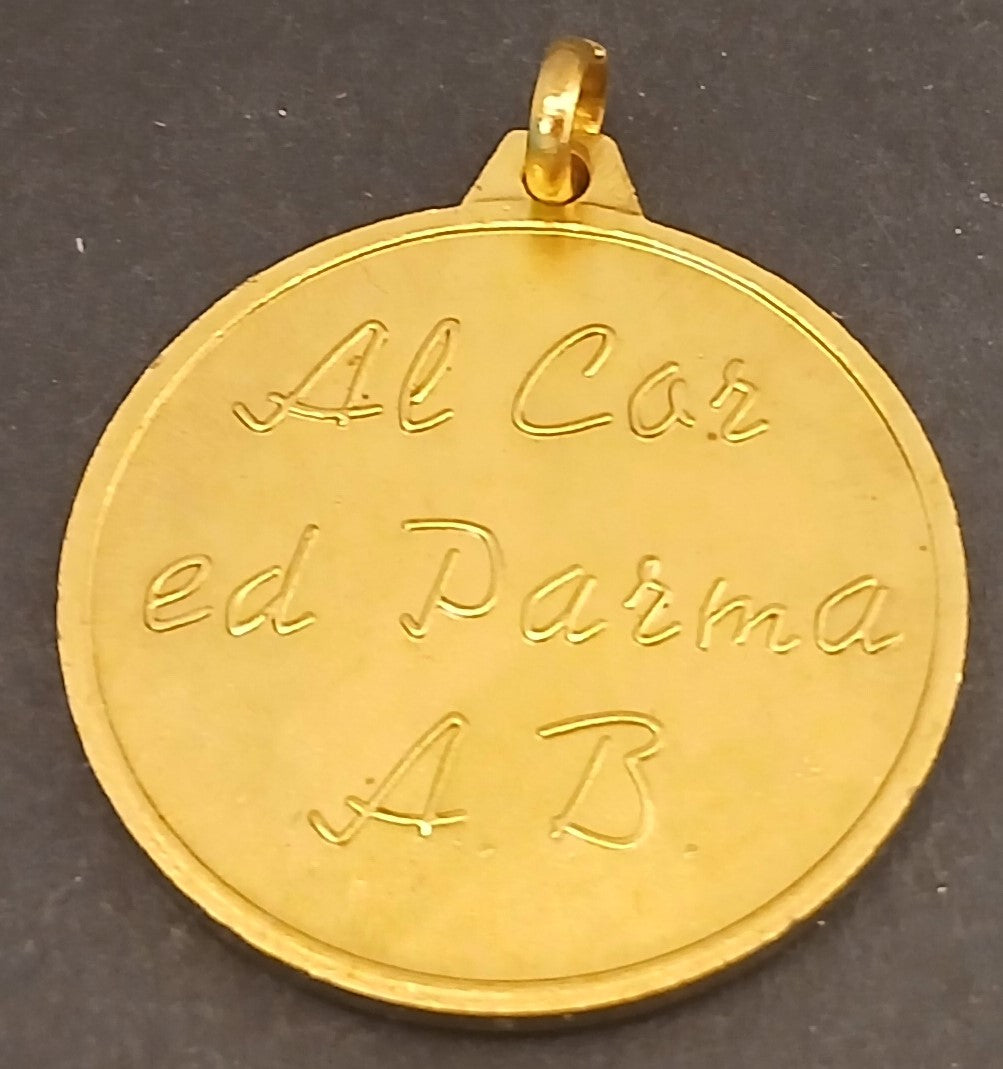 Al Cor
ed Parma
A. B.